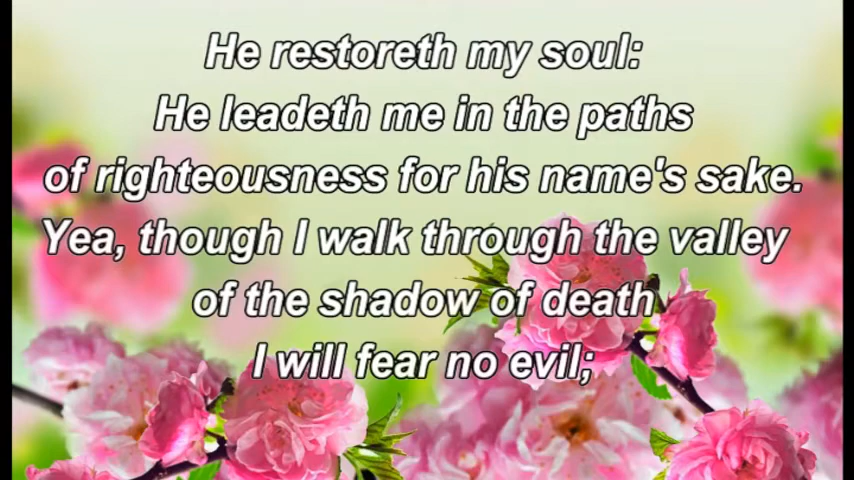 He restoreth my soul:
He leadeth me in the paths
of righteousness for his name's sake.
Yea, though I walk through the valley
of the shadow of death
I will fear no evil;